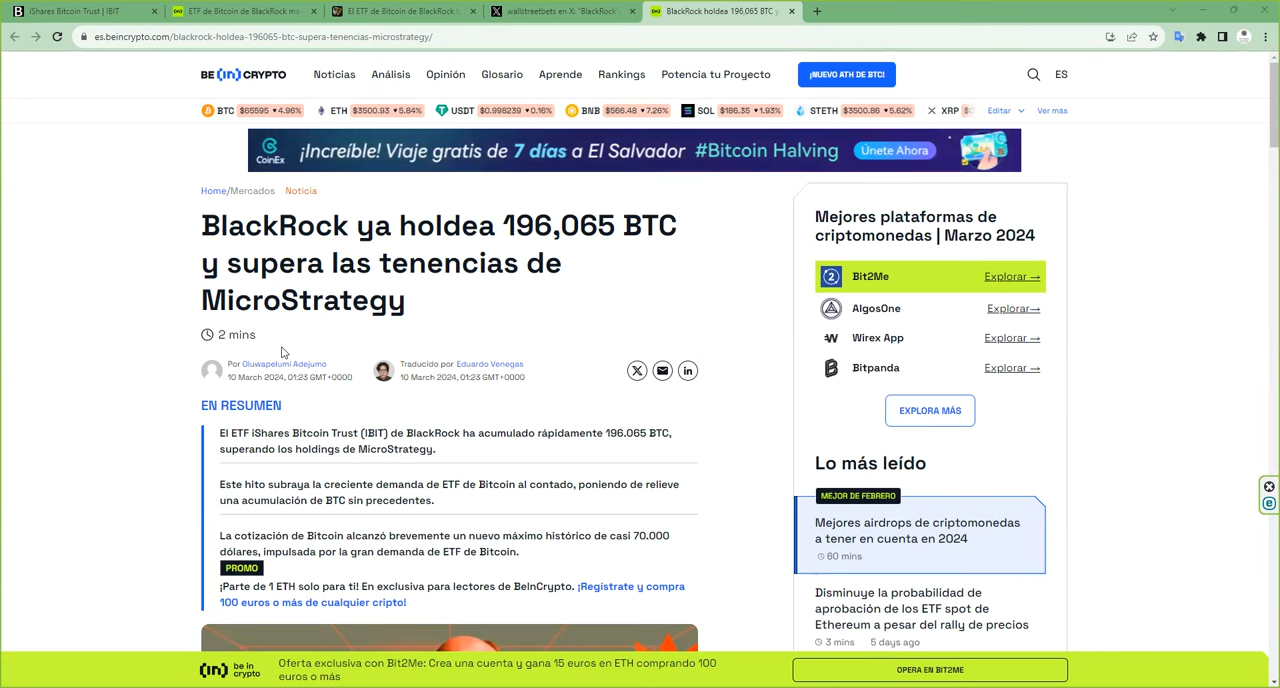 iShares Bitcoin Trust | IBIT
ETF de Bitcoin de BlackRock ma
El ETF de Bitcoin de BlackRock l
wallstreetbets en X: "BlackRock
BlackRock holdea 196,065 BTC y
es.beincrypto.com/blackrock-holdea-196065-btc-supera-tenencias-microstrategy/
BE [IN] CRYPTO Noticias Análisis Opinión Glosario Aprende Rankings Potencia tu Proyecto ¡NUEVO ATH DE BTC! ES
BTC $65595 ▾4.96% ETH $3500.93 ▾5.84% USDT $0.998239 ▾0.16% BNB $566.48 ▾7.26% SOL $186.35 ▾1.93% STETH $3500.86 ▾5.62% XRP Editar Ver más
CoinEx ¡Increíble! Viaje gratis de 7 días a El Salvador #Bitcoin Halving Únete Ahora
Home/Mercados Noticia
BlackRock ya holdea 196,065 BTC
y supera las tenencias de
MicroStrategy
2 mins
Por Oluwapelumi Adejumo
10 March 2024, 01:23 GMT+0000
Traducido por Eduardo Venegas
10 March 2024, 01:23 GMT+0000
EN RESUMEN
El ETF iShares Bitcoin Trust (IBIT) de BlackRock ha acumulado rápidamente 196.065 BTC,
superando los holdings de MicroStrategy.
Este hito subraya la creciente demanda de ETF de Bitcoin al contado, poniendo de relieve
una acumulación de BTC sin precedentes.
La cotización de Bitcoin alcanzó brevemente un nuevo máximo histórico de casi 70.000
dólares, impulsada por la gran demanda de ETF de Bitcoin.
PROMO
¡Parte de 1 ETH solo para ti! En exclusiva para lectores de BeInCrypto. ¡Regístrate y compra
100 euros o más de cualquier cripto!
Mejores plataformas de
criptomonedas | Marzo 2024
Bit2Me Explorar →
AlgosOne Explorar→
Wirex App Explorar →
Bitpanda Explorar →
EXPLORA MÁS
Lo más leído
MEJOR DE FEBRERO
Mejores airdrops de criptomonedas
a tener en cuenta en 2024
60 mins
Disminuye la probabilidad de
aprobación de los ETF spot de
Ethereum a pesar del rally de precios
3 mins 5 days ago
be in
crypto
Oferta exclusiva con Bit2Me: Crea una cuenta y gana 15 euros en ETH comprando 100
euros o más
OPERA EN BIT2ME